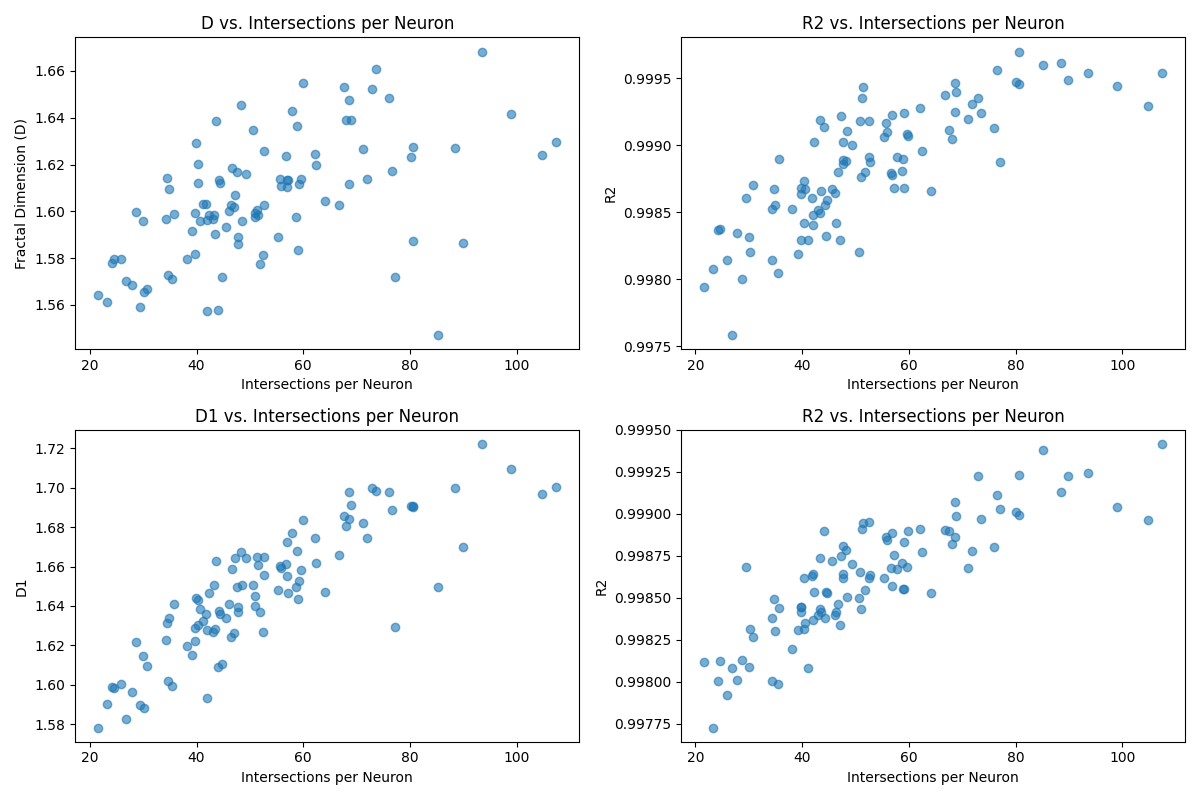 D vs. Intersections per Neuron
Fractal Dimension (D)
1.66
1.64
1.62
1.60
1.58
1.56
20 40 60 80 100
Intersections per Neuron
R2 vs. Intersections per Neuron
R2
0.9995
0.9990
0.9985
0.9980
0.9975
20 40 60 80 100
Intersections per Neuron
D1 vs. Intersections per Neuron
D1
1.72
1.70
1.68
1.66
1.64
1.62
1.60
1.58
20 40 60 80 100
Intersections per Neuron
R2 vs. Intersections per Neuron
R2
0.99950
0.99925
0.99900
0.99875
0.99850
0.99825
0.99800
0.99775
20 40 60 80 100
Intersections per Neuron